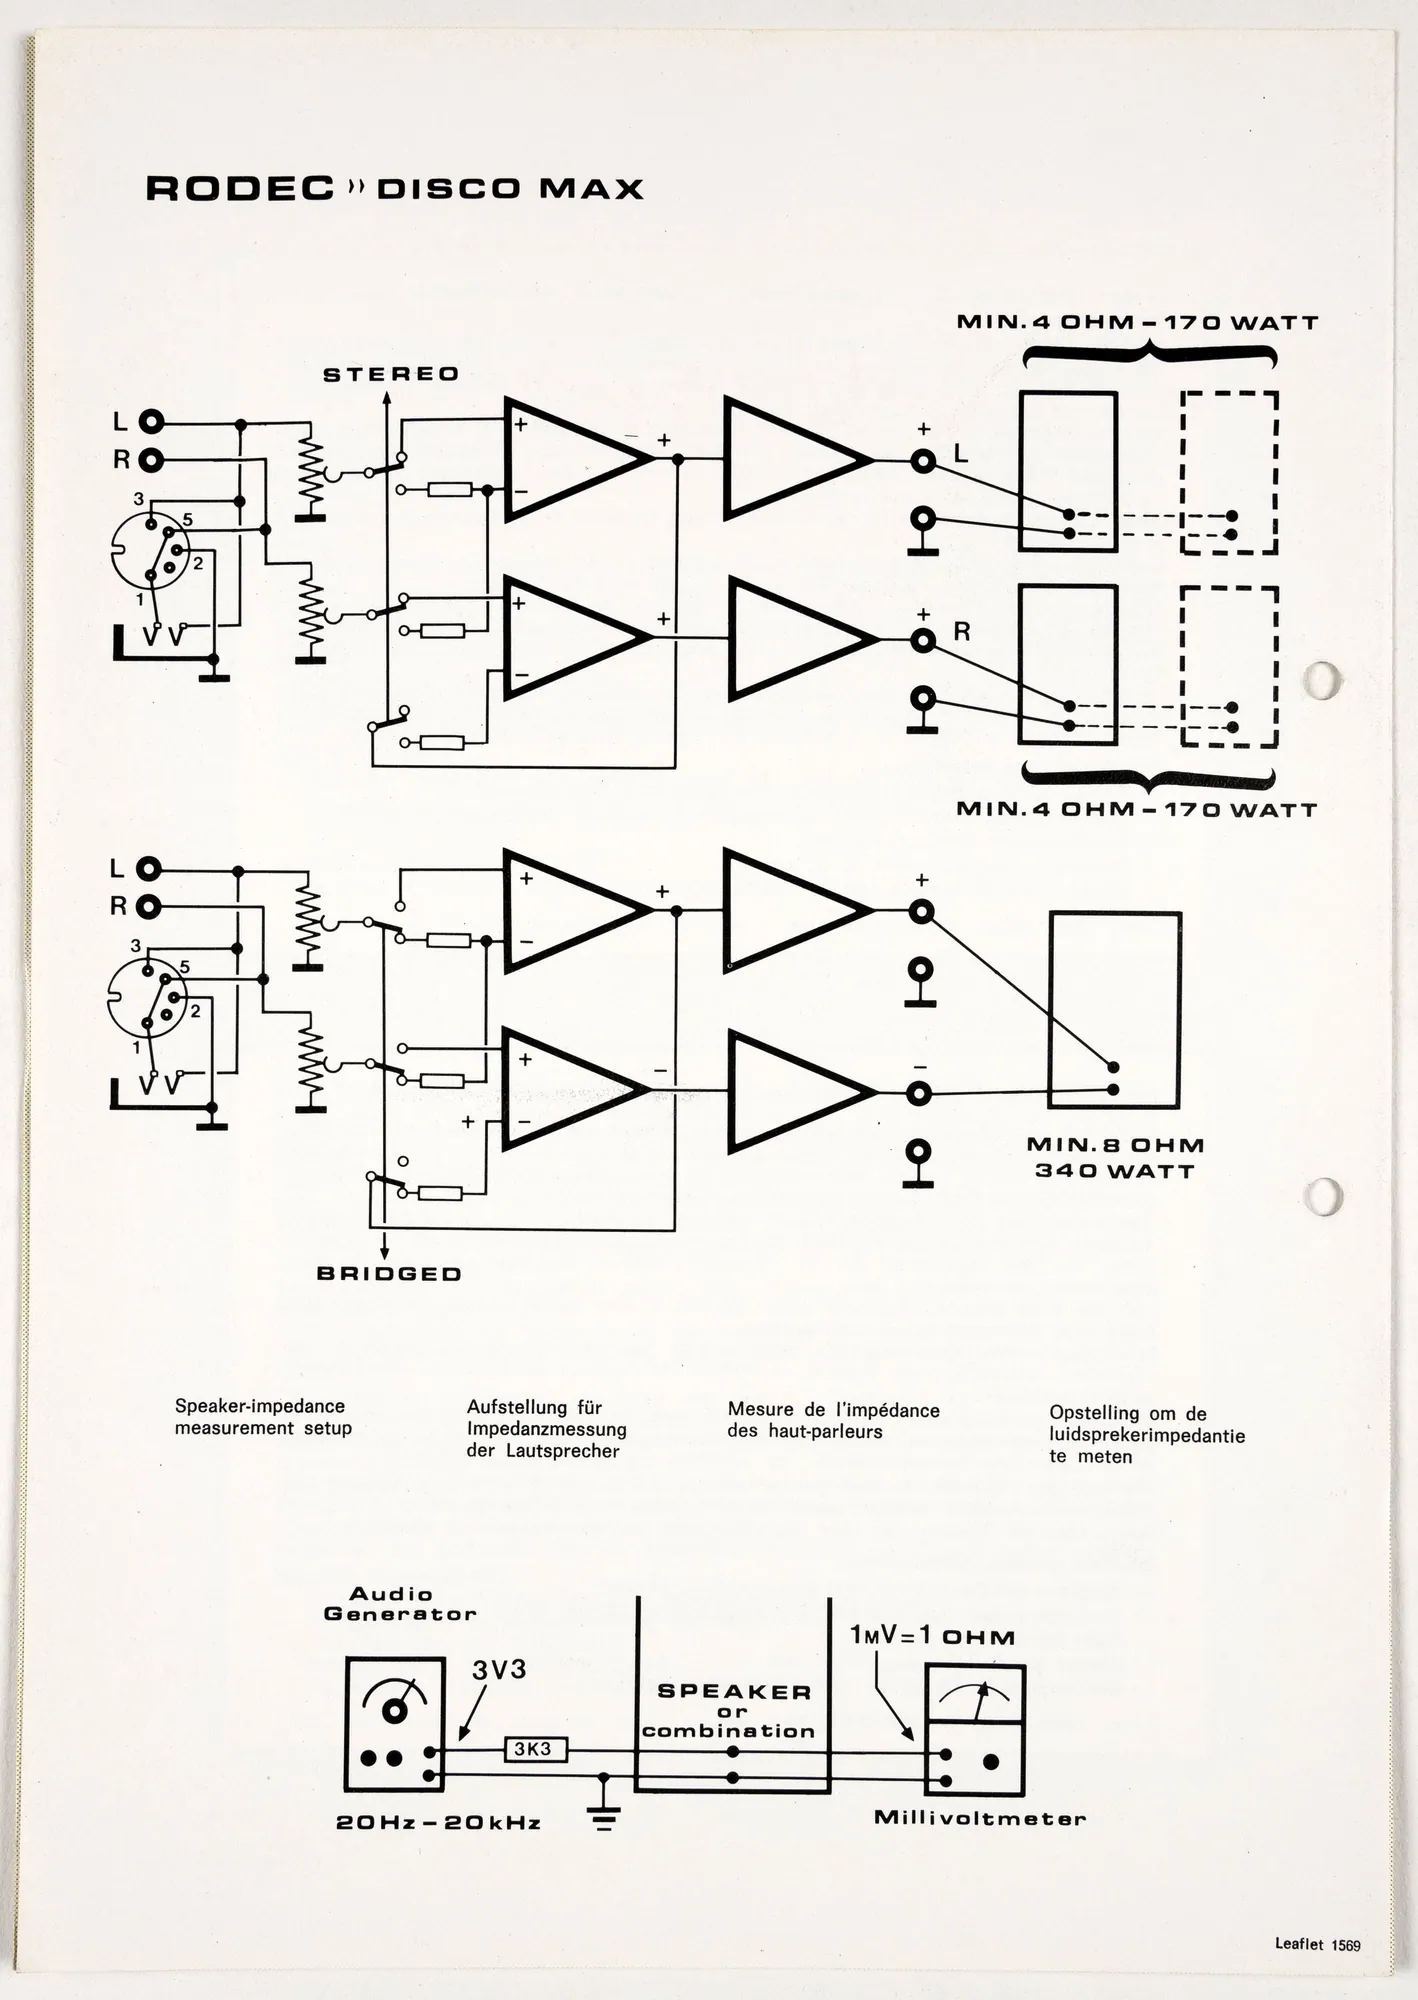 RODEC » DISCO MAX
MIN. 4 OHM – 170 WATT
STEREO
L
R
3
5
2
1
V V
+
–
+
–
+
–
+
+
L
+
R
MIN. 4 OHM – 170 WATT
L
R
3
5
2
1
V V
+
–
+
+
–
+
–
+
–
–
MIN. 8 OHM
340 WATT
BRIDGED
Speaker-impedance
measurement setup
Aufstellung für
Impedanzmessung
der Lautsprecher
Mesure de l'impédance
des haut-parleurs
Opstelling om de
luidsprekerimpedantie
te meten
Audio
Generator
3V3
3K3
20Hz – 20kHz
SPEAKER
or
combination
1MV=1 OHM
Millivoltmeter
Leaflet 1569